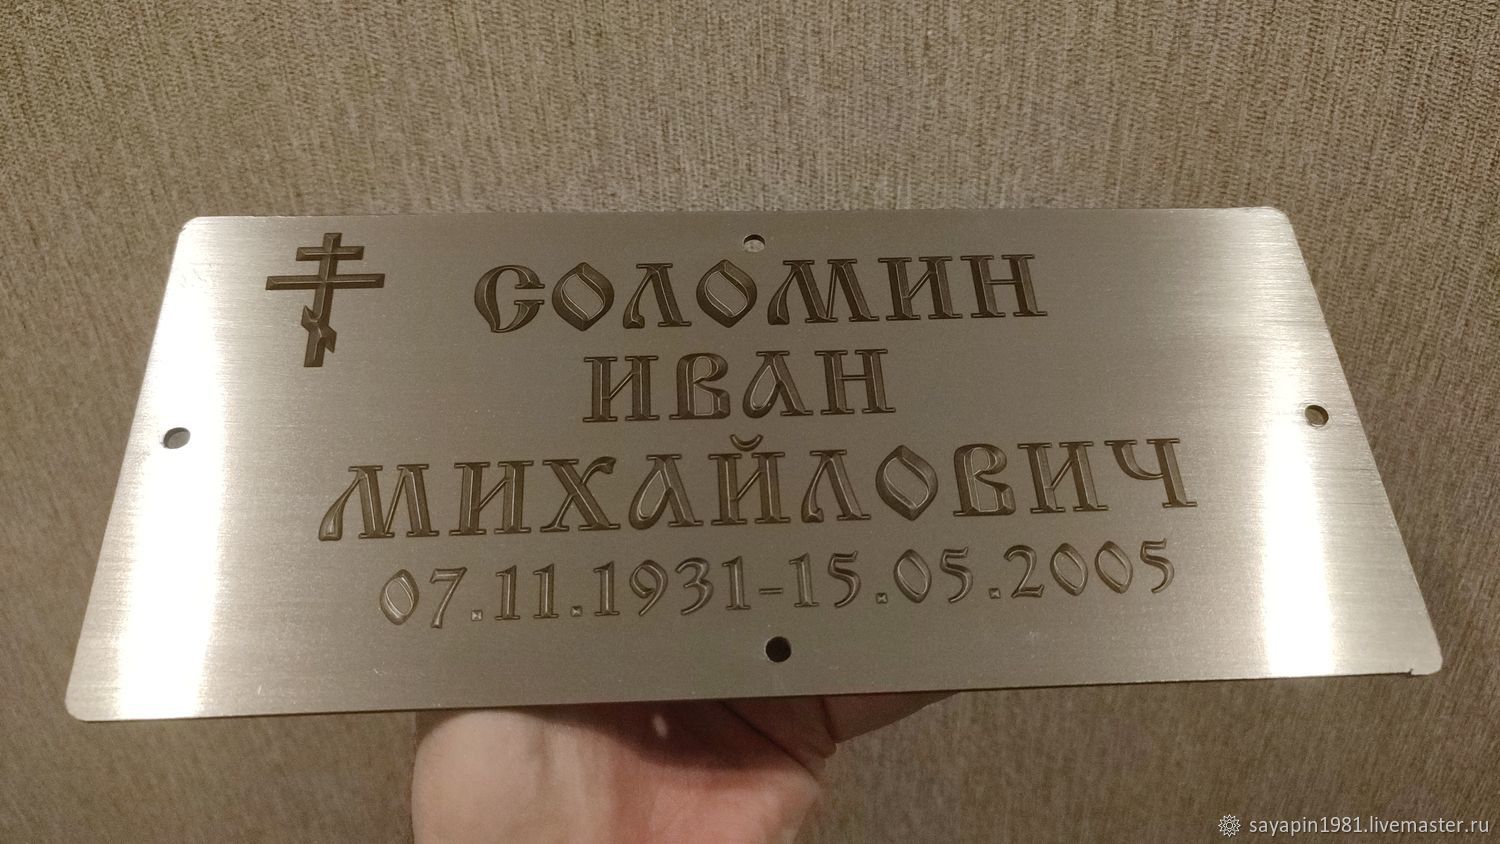 СОЛОМИН
ИВАН
МИХАЙЛОВИЧ
07.11.1931-15.05.2005
sayapin1981.livemaster.ru